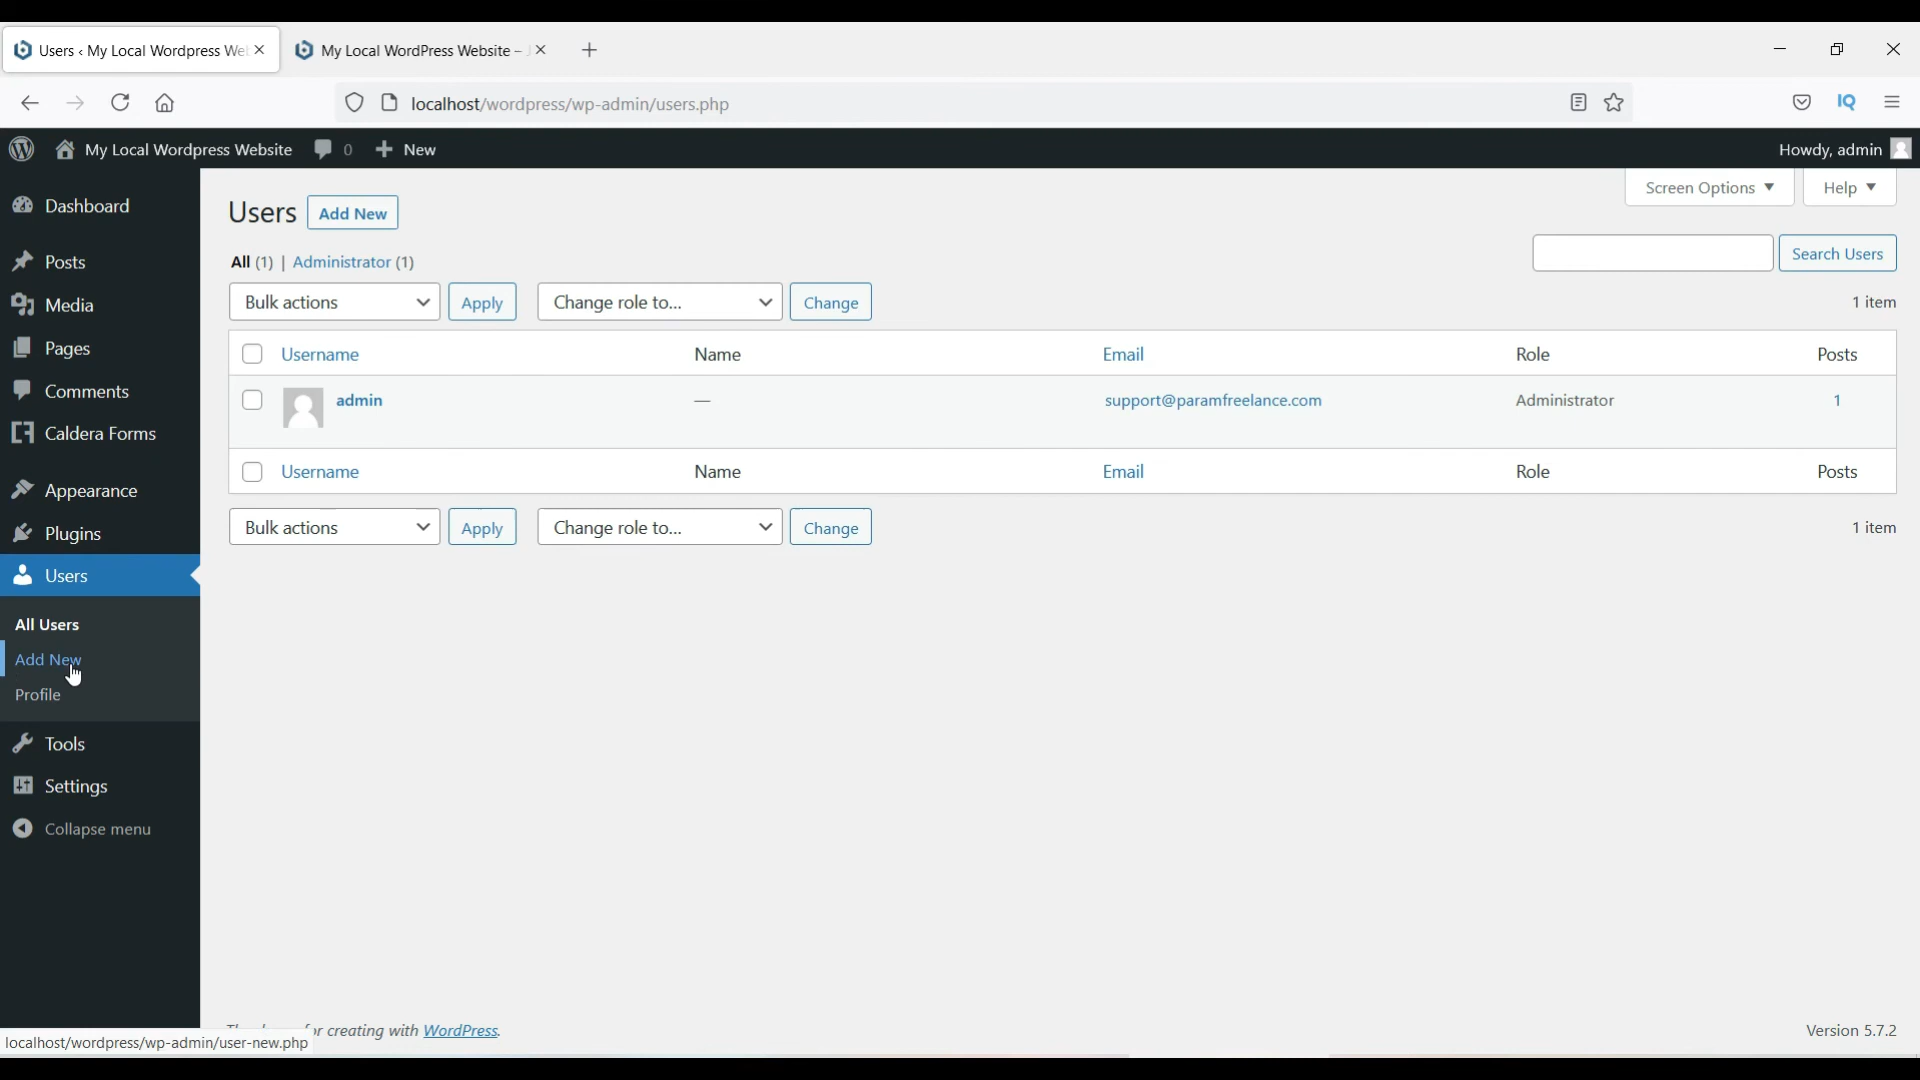 Users ‹ My Local Wordpress We
My Local WordPress Website –
localhost/wordpress/wp-admin/users.php
IQ
My Local Wordpress Website 0 New
Howdy, admin
Dashboard
Posts
Media
Pages
Comments
Caldera Forms
Appearance
Plugins
Users
All Users
Add New
Profile
Tools
Settings
Collapse menu
Screen Options ▼
Help ▼
Users Add New
All (1) | Administrator (1)
Search Users
Bulk actions Apply Change role to... Change 1 item
Username Name Email Role Posts
admin — support@paramfreelance.com Administrator 1
Username Name Email Role Posts
Bulk actions Apply Change role to... Change 1 item
creating with WordPress.
Version 5.7.2
localhost/wordpress/wp-admin/user-new.php